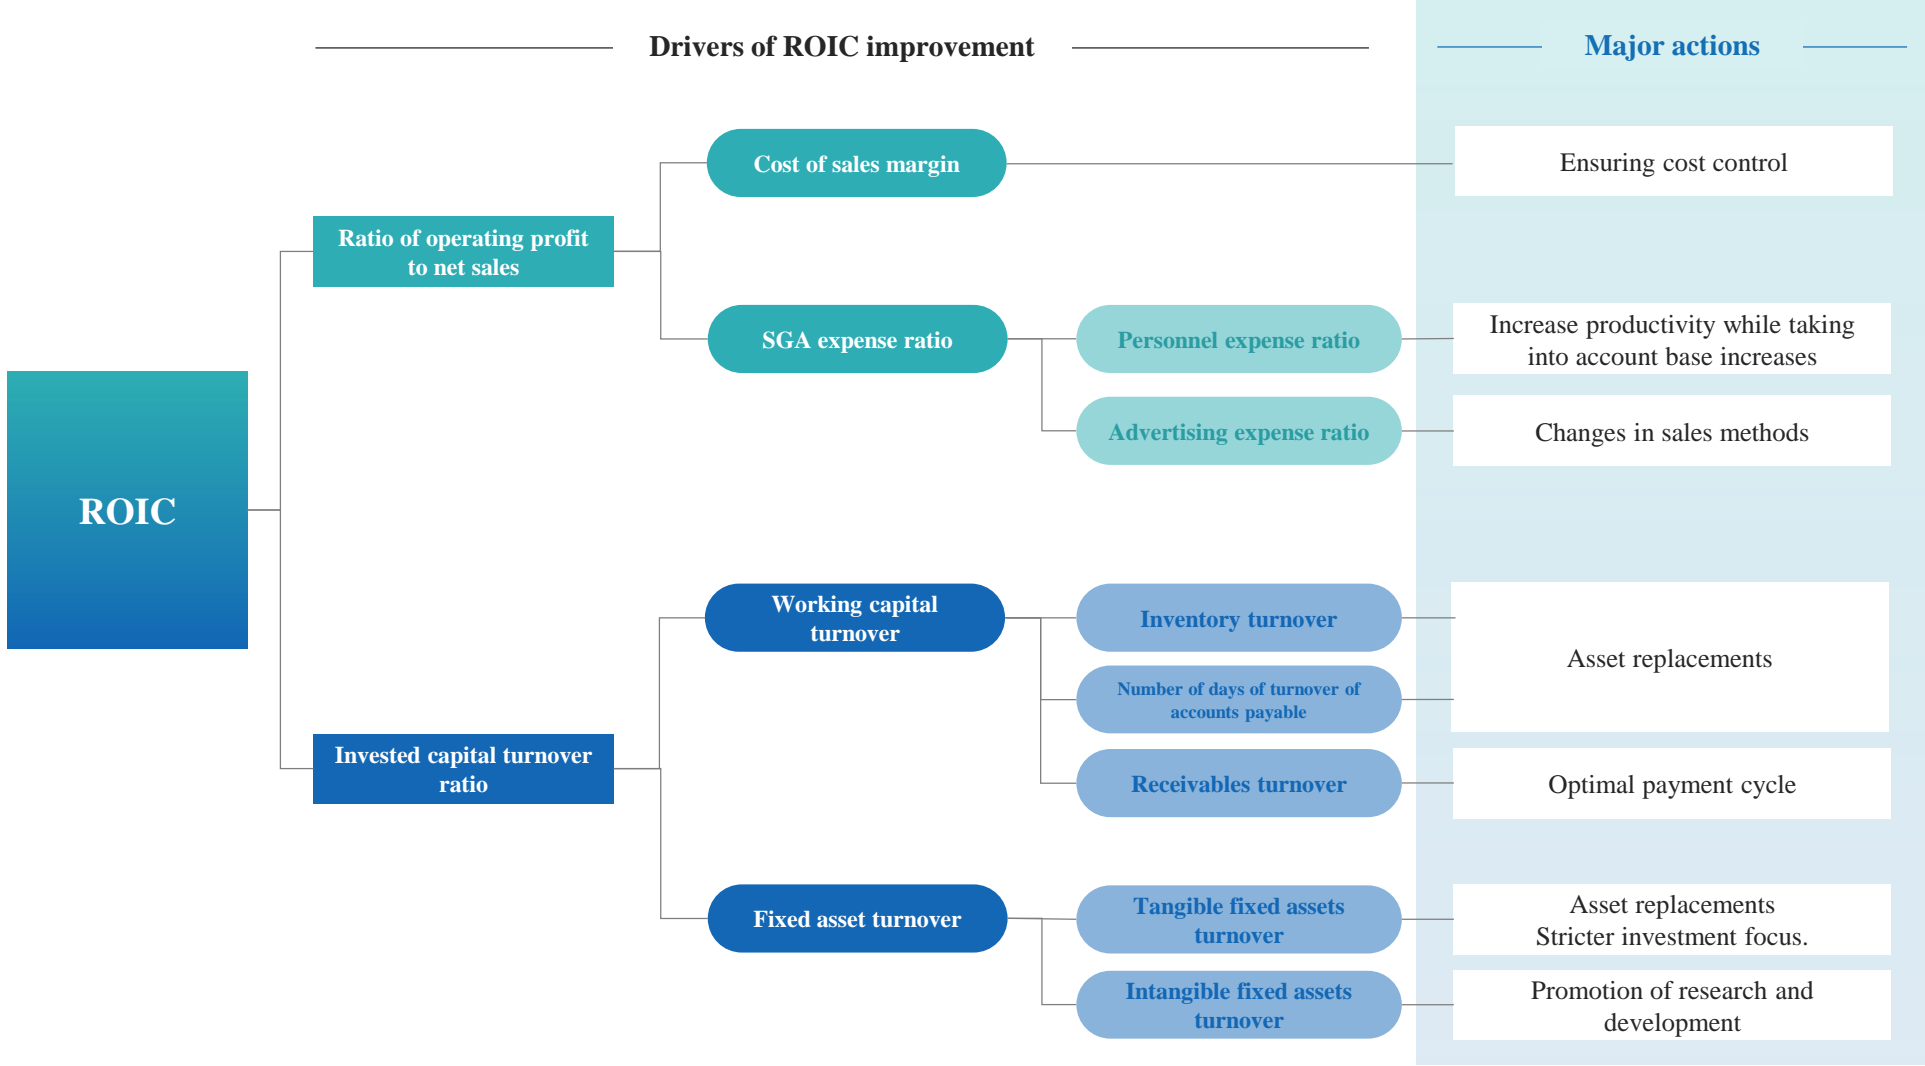 Drivers of ROIC improvement
Major actions
Cost of sales margin
Ensuring cost control
Ratio of operating profit
to net sales
SGA expense ratio
Personnel expense ratio
Increase productivity while taking
into account base increases
Advertising expense ratio
Changes in sales methods
ROIC
Working capital
turnover
Inventory turnover
Asset replacements
Number of days of turnover of
accounts payable
Invested capital turnover
ratio
Receivables turnover
Optimal payment cycle
Fixed asset turnover
Tangible fixed assets
turnover
Asset replacements
Stricter investment focus.
Intangible fixed assets
turnover
Promotion of research and
development